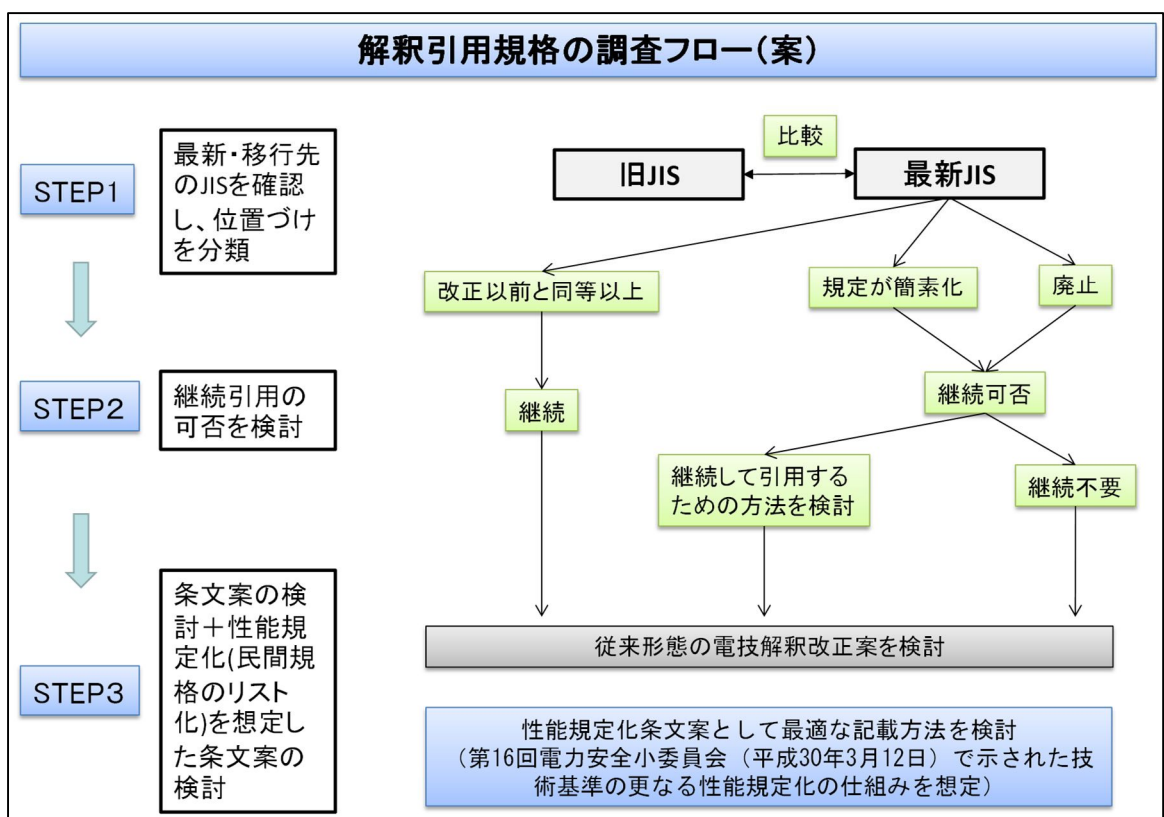 解釈引用規格の調査フロー(案)
STEP1
最新・移行先
のJISを確認
し、位置づけ
を分類
比較
旧JIS
最新JIS
改正以前と同等以上
規定が簡素化
廃止
STEP2
継続引用の
可否を検討
継続
継続可否
継続して引用する
ための方法を検討
継続不要
STEP3
条文案の検
討+性能規
定化(民間規
格のリスト
化)を想定し
た条文案の
検討
従来形態の電技解釈改正案を検討
性能規定化条文案として最適な記載方法を検討
(第16回電力安全小委員会(平成30年3月12日)で示された技
術基準の更なる性能規定化の仕組みを想定)